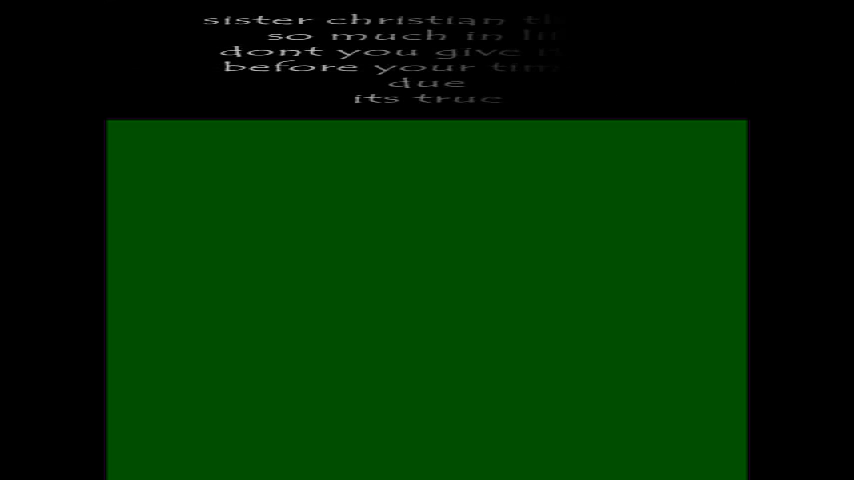 sister christian
so much in
dont you give
before your
due
its true